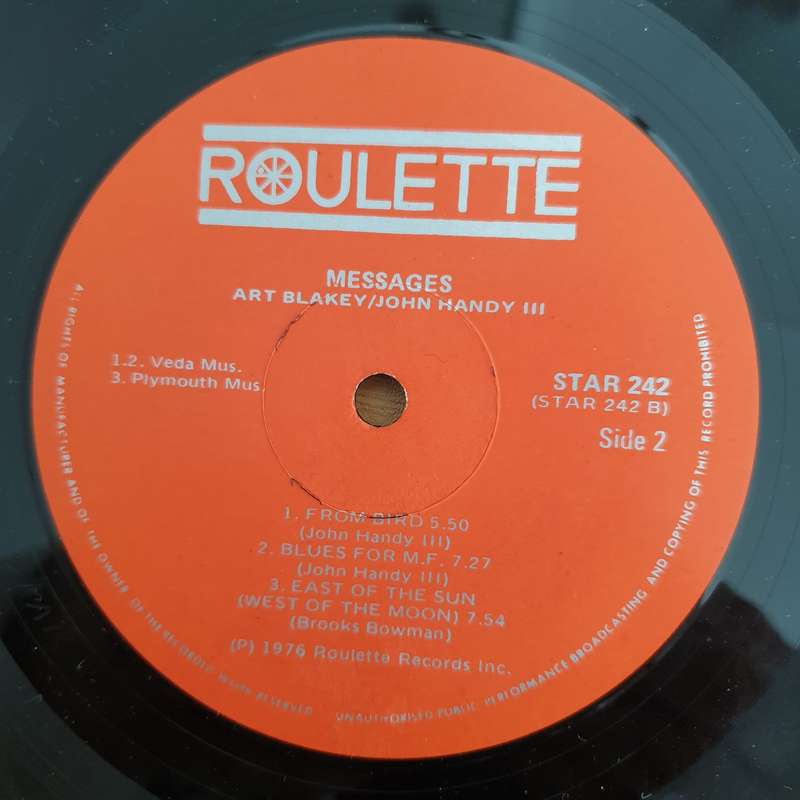 ROULETTE
MESSAGES
ART BLAKEY/JOHN HANDY III
1.2. Veda Mus.
3. Plymouth Mus
STAR 242
(STAR 242 B)
Side 2
1. FROM BIRD 5.50
(John Handy III)
2. BLUES FOR M.F. 7.27
(John Handy III)
3. EAST OF THE SUN
(WEST OF THE MOON) 7.54
(Brooks Bowman)
(P) 1976 Roulette Records Inc.
ALL RIGHTS OF MANUFACTURER AND OF THE OWNER OF THE RECORDED WORK RESERVED
UNAUTHORISED PUBLIC PERFORMANCE BROADCASTING AND COPYING OF THIS RECORD PROHIBITED